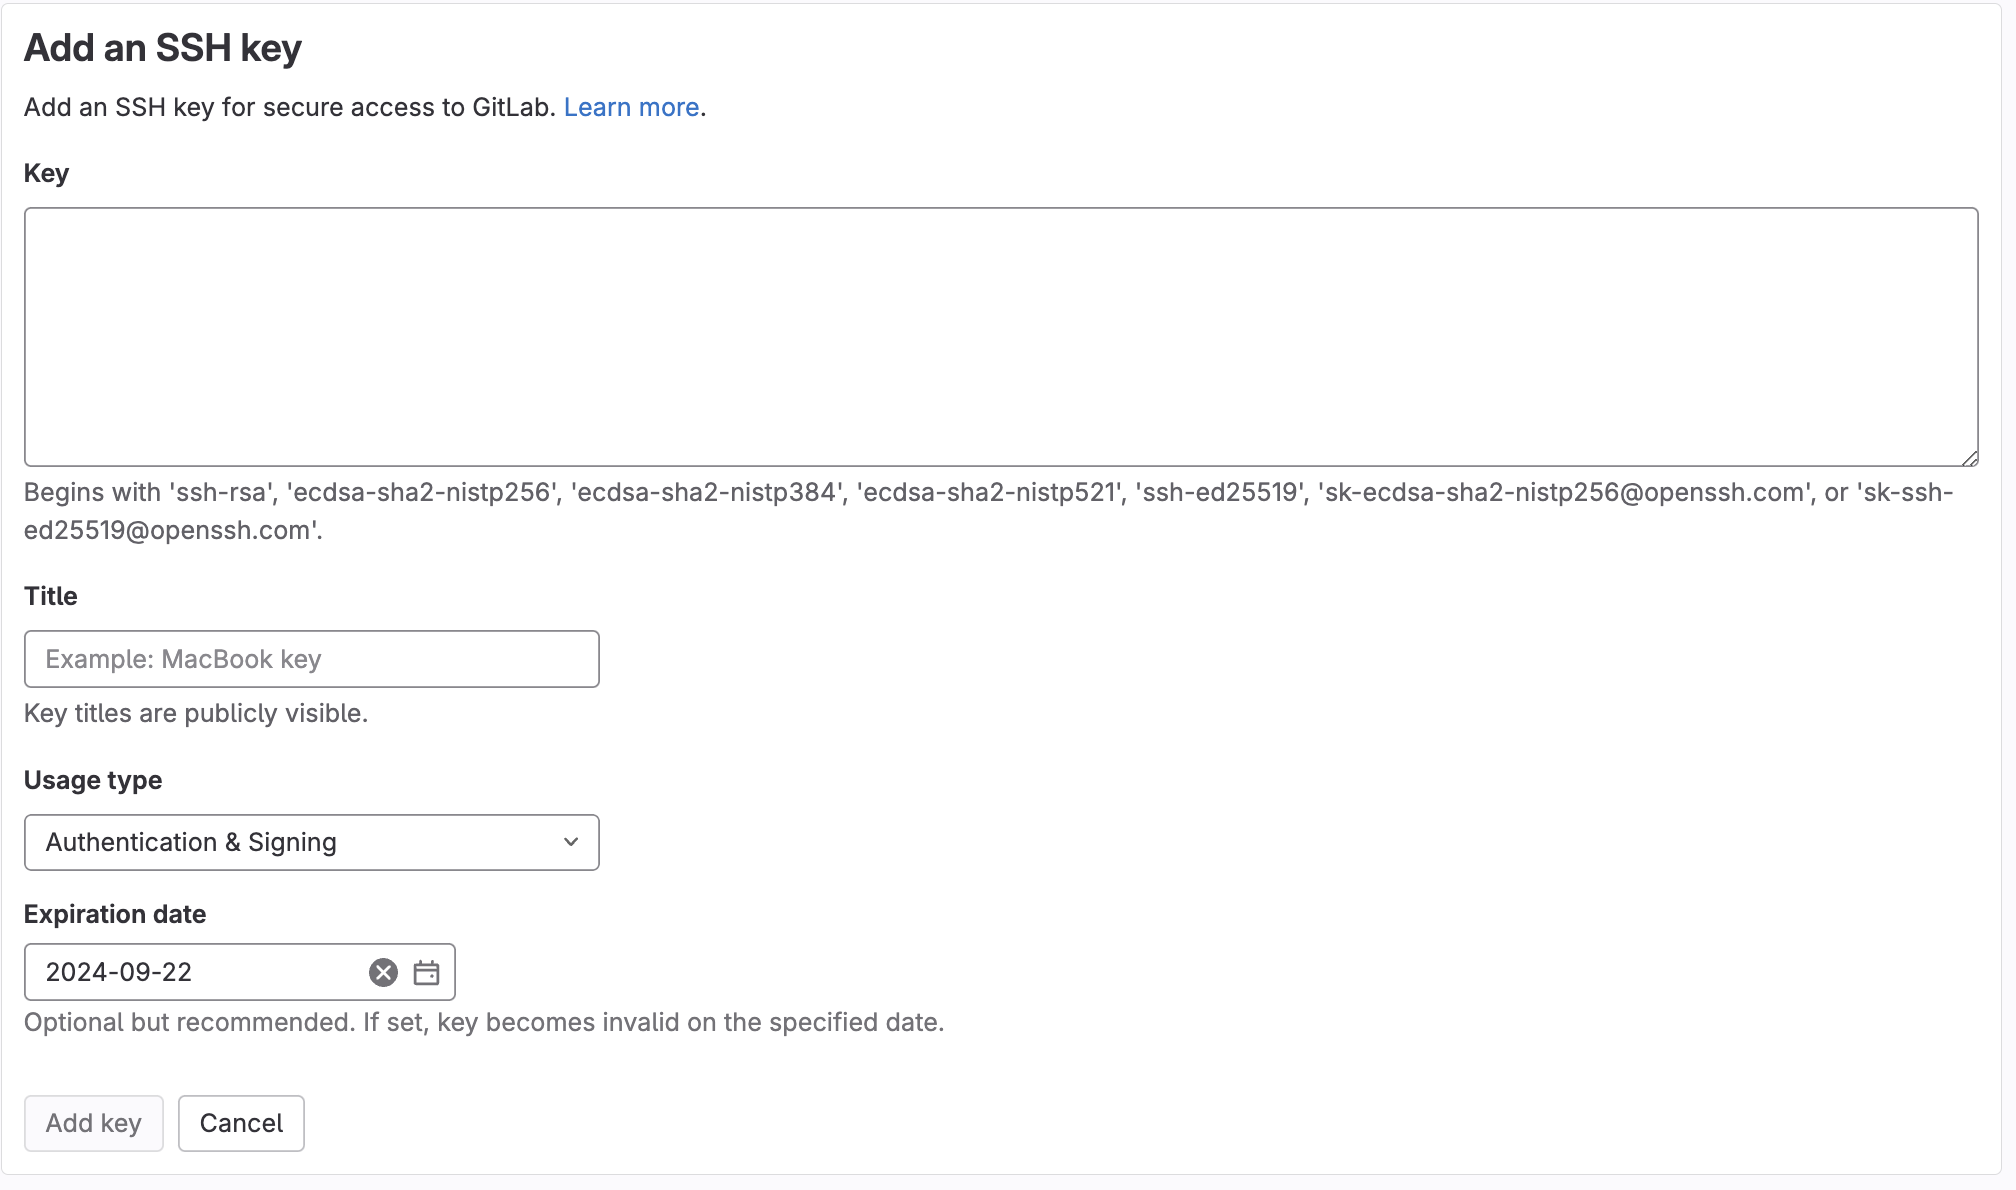 Add an SSH key
Add an SSH key for secure access to GitLab. Learn more.
Key
Begins with 'ssh-rsa', 'ecdsa-sha2-nistp256', 'ecdsa-sha2-nistp384', 'ecdsa-sha2-nistp521', 'ssh-ed25519', 'sk-ecdsa-sha2-nistp256@openssh.com', or 'sk-ssh-
ed25519@openssh.com'.
Title
Example: MacBook key
Key titles are publicly visible.
Usage type
Authentication & Signing
Expiration date
2024-09-22
Optional but recommended. If set, key becomes invalid on the specified date.
Add key Cancel